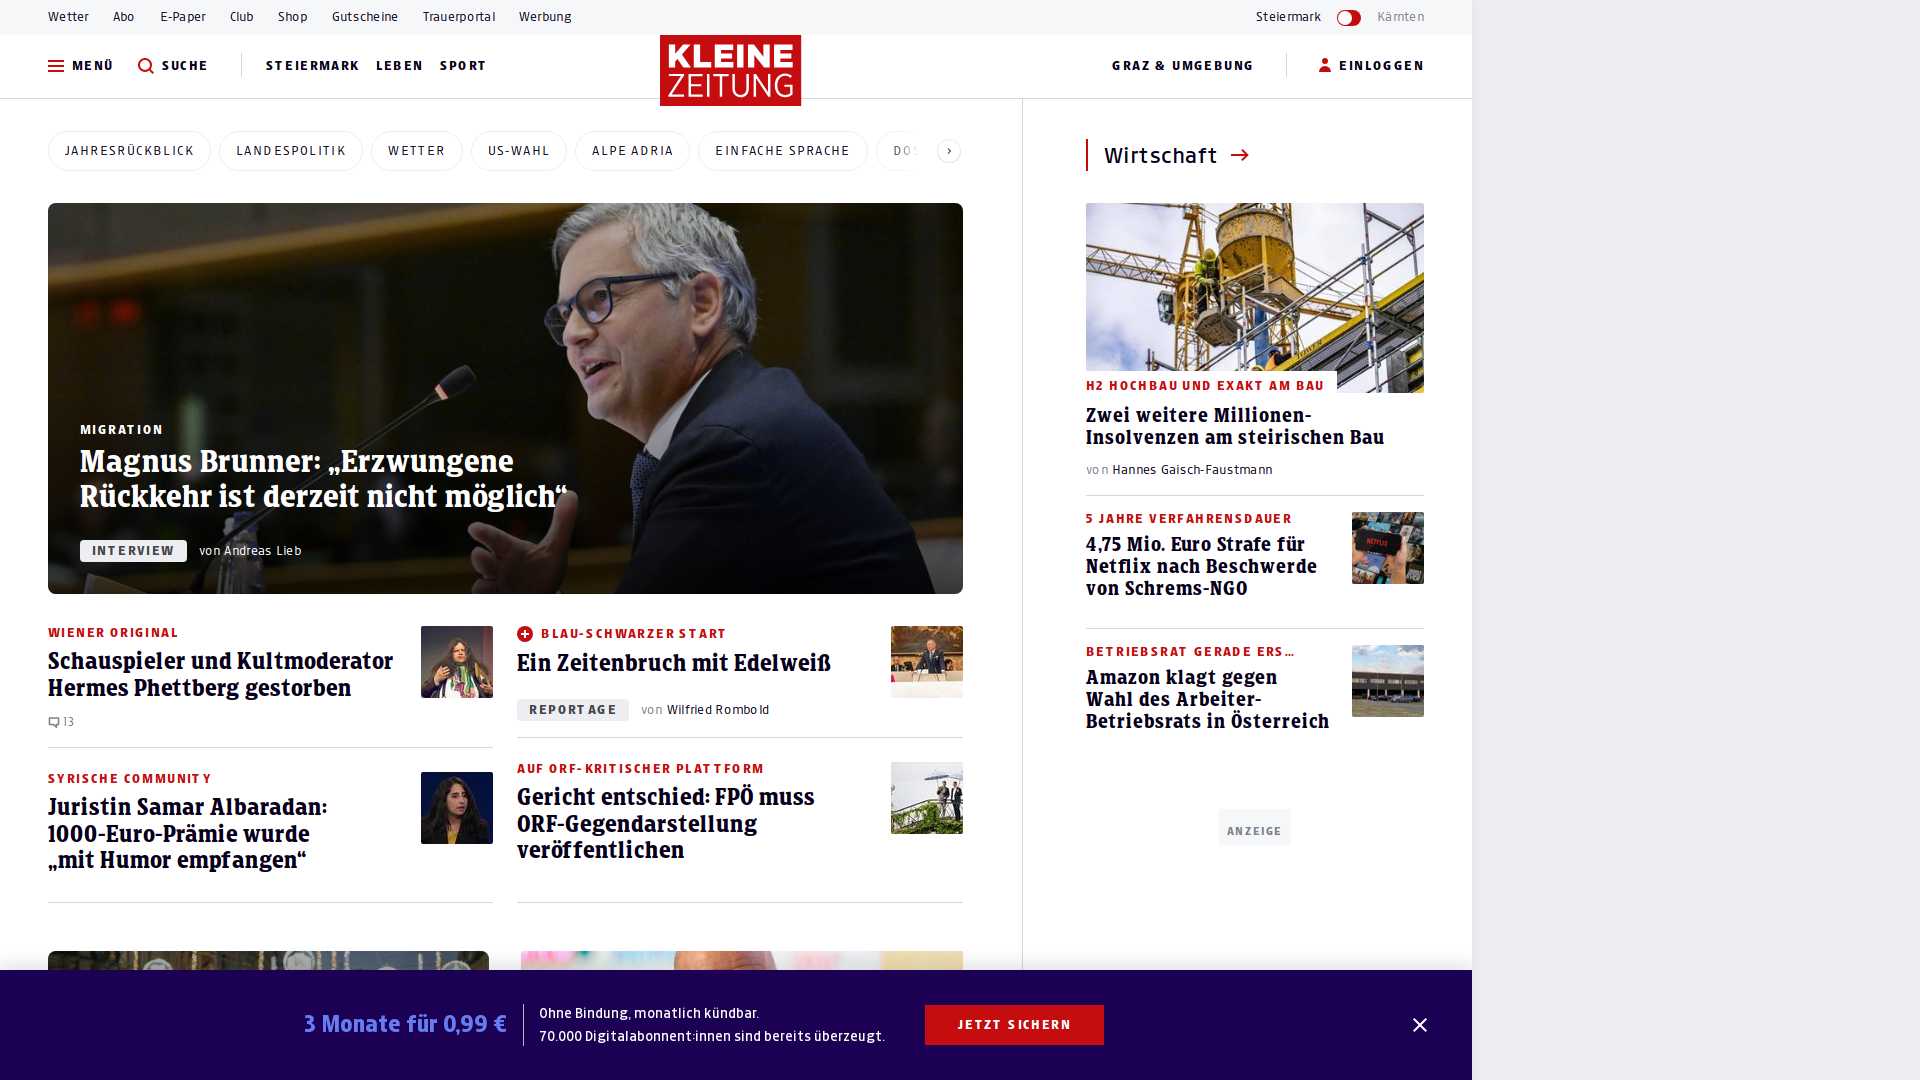 Wetter Abo E-Paper Club Shop Gutscheine Trauerportal Werbung Steiermark Kärnten
MENÜ SUCHE STEIERMARK LEBEN SPORT KLEINE ZEITUNG GRAZ & UMGEBUNG EINLOGGEN
JAHRESRÜCKBLICK LANDESPOLITIK WETTER US-WAHL ALPE ADRIA EINFACHE SPRACHE
MIGRATION
Magnus Brunner: „Erzwungene
Rückkehr ist derzeit nicht möglich“
INTERVIEW von Andreas Lieb
WIENER ORIGINAL
Schauspieler und Kultmoderator
Hermes Phettberg gestorben
13
BLAU-SCHWARZER START
Ein Zeitenbruch mit Edelweiß
REPORTAGE von Wilfried Rombold
SYRISCHE COMMUNITY
Juristin Samar Albaradan:
1000-Euro-Prämie wurde
„mit Humor empfangen“
AUF ORF-KRITISCHER PLATTFORM
Gericht entschied: FPÖ muss
ORF-Gegendarstellung
veröffentlichen
Wirtschaft
H2 HOCHBAU UND EXAKT AM BAU
Zwei weitere Millionen-
Insolvenzen am steirischen Bau
von Hannes Gaisch-Faustmann
5 JAHRE VERFAHRENSDAUER
4,75 Mio. Euro Strafe für
Netflix nach Beschwerde
von Schrems-NGO
NETFLIX
BETRIEBSRAT GERADE ERS…
Amazon klagt gegen
Wahl des Arbeiter-
Betriebsrats in Österreich
ANZEIGE
3 Monate für 0,99 €
Ohne Bindung, monatlich kündbar.
70.000 Digitalabonnent:innen sind bereits überzeugt.
JETZT SICHERN